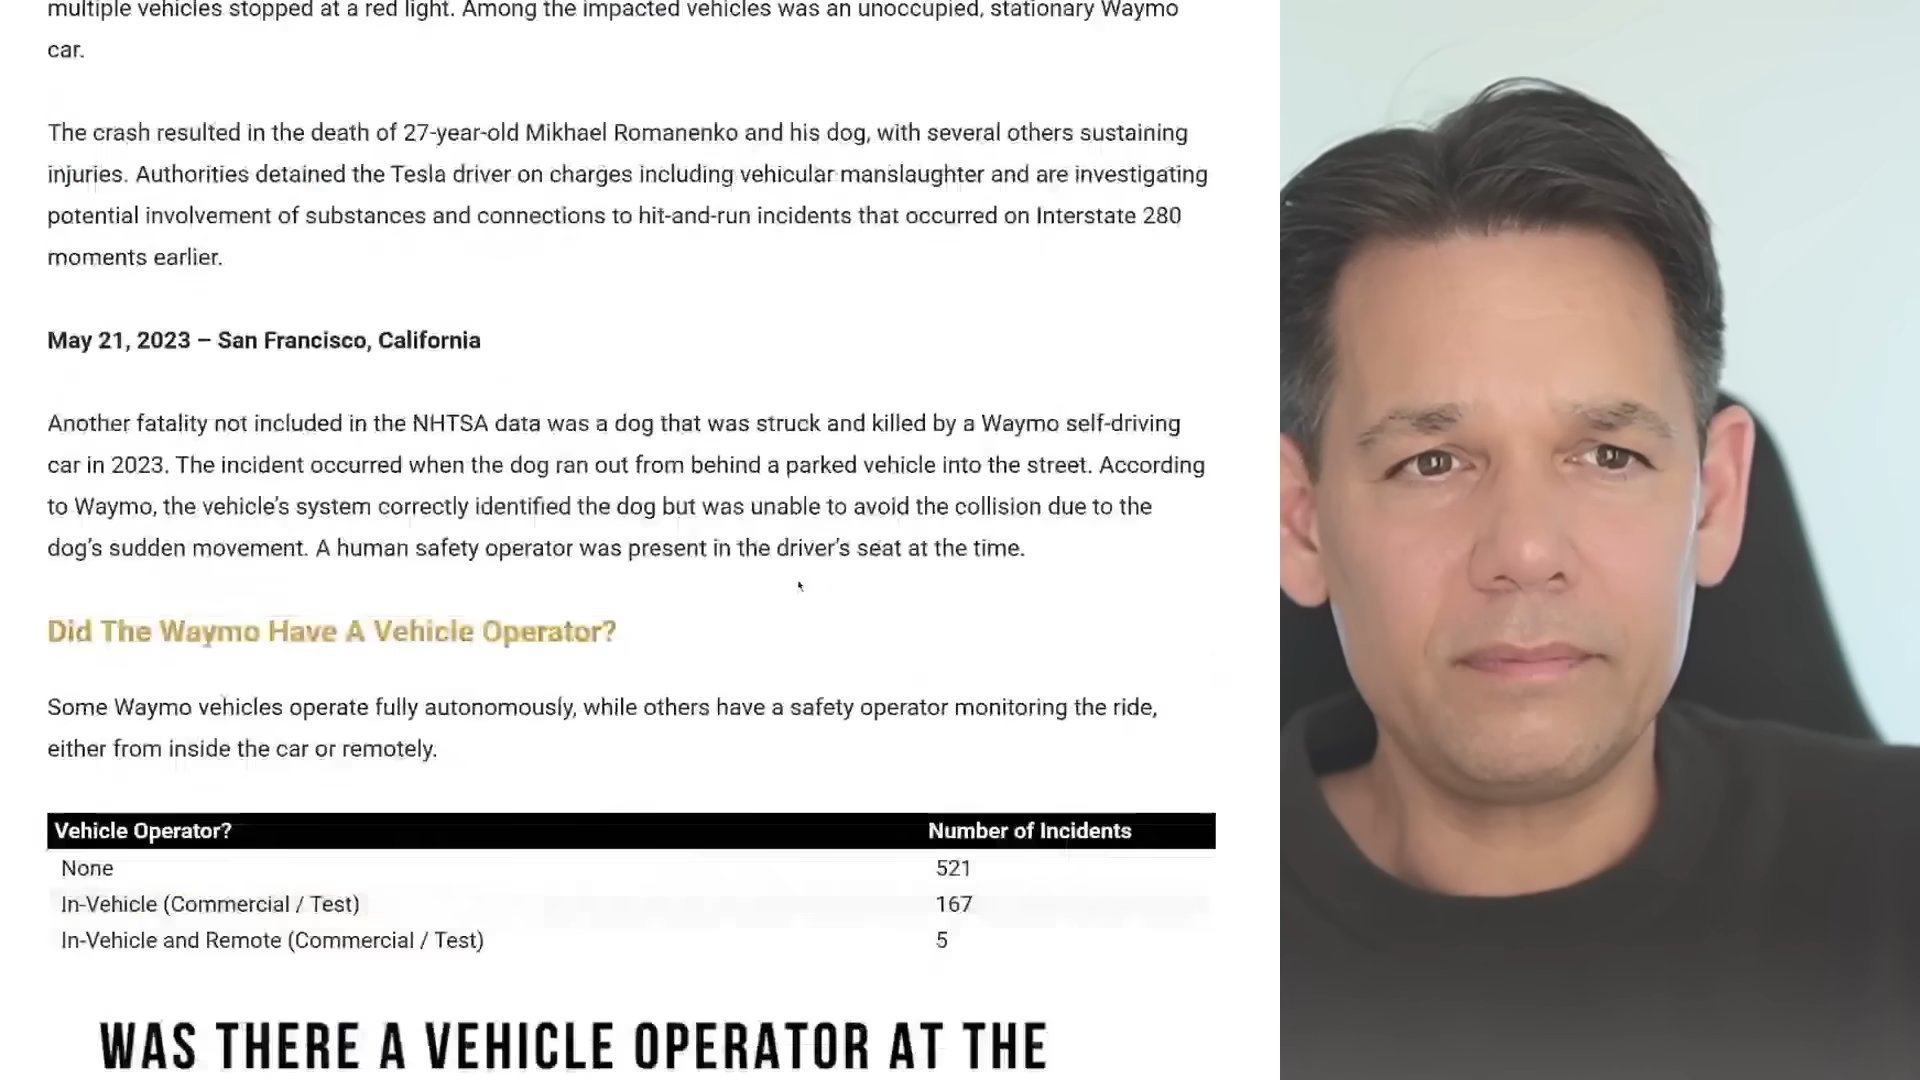 multiple vehicles stopped at a red light. Among the impacted vehicles was an unoccupied, stationary Waymo
car.
The crash resulted in the death of 27-year-old Mikhael Romanenko and his dog, with several others sustaining
injuries. Authorities detained the Tesla driver on charges including vehicular manslaughter and are investigating
potential involvement of substances and connections to hit-and-run incidents that occurred on Interstate 280
moments earlier.
May 21, 2023 – San Francisco, California
Another fatality not included in the NHTSA data was a dog that was struck and killed by a Waymo self-driving
car in 2023. The incident occurred when the dog ran out from behind a parked vehicle into the street. According
to Waymo, the vehicle's system correctly identified the dog but was unable to avoid the collision due to the
dog's sudden movement. A human safety operator was present in the driver's seat at the time.
Did The Waymo Have A Vehicle Operator?
Some Waymo vehicles operate fully autonomously, while others have a safety operator monitoring the ride,
either from inside the car or remotely.
Vehicle Operator? Number of Incidents
None 521
In-Vehicle (Commercial / Test) 167
In-Vehicle and Remote (Commercial / Test) 5
WAS THERE A VEHICLE OPERATOR AT THE